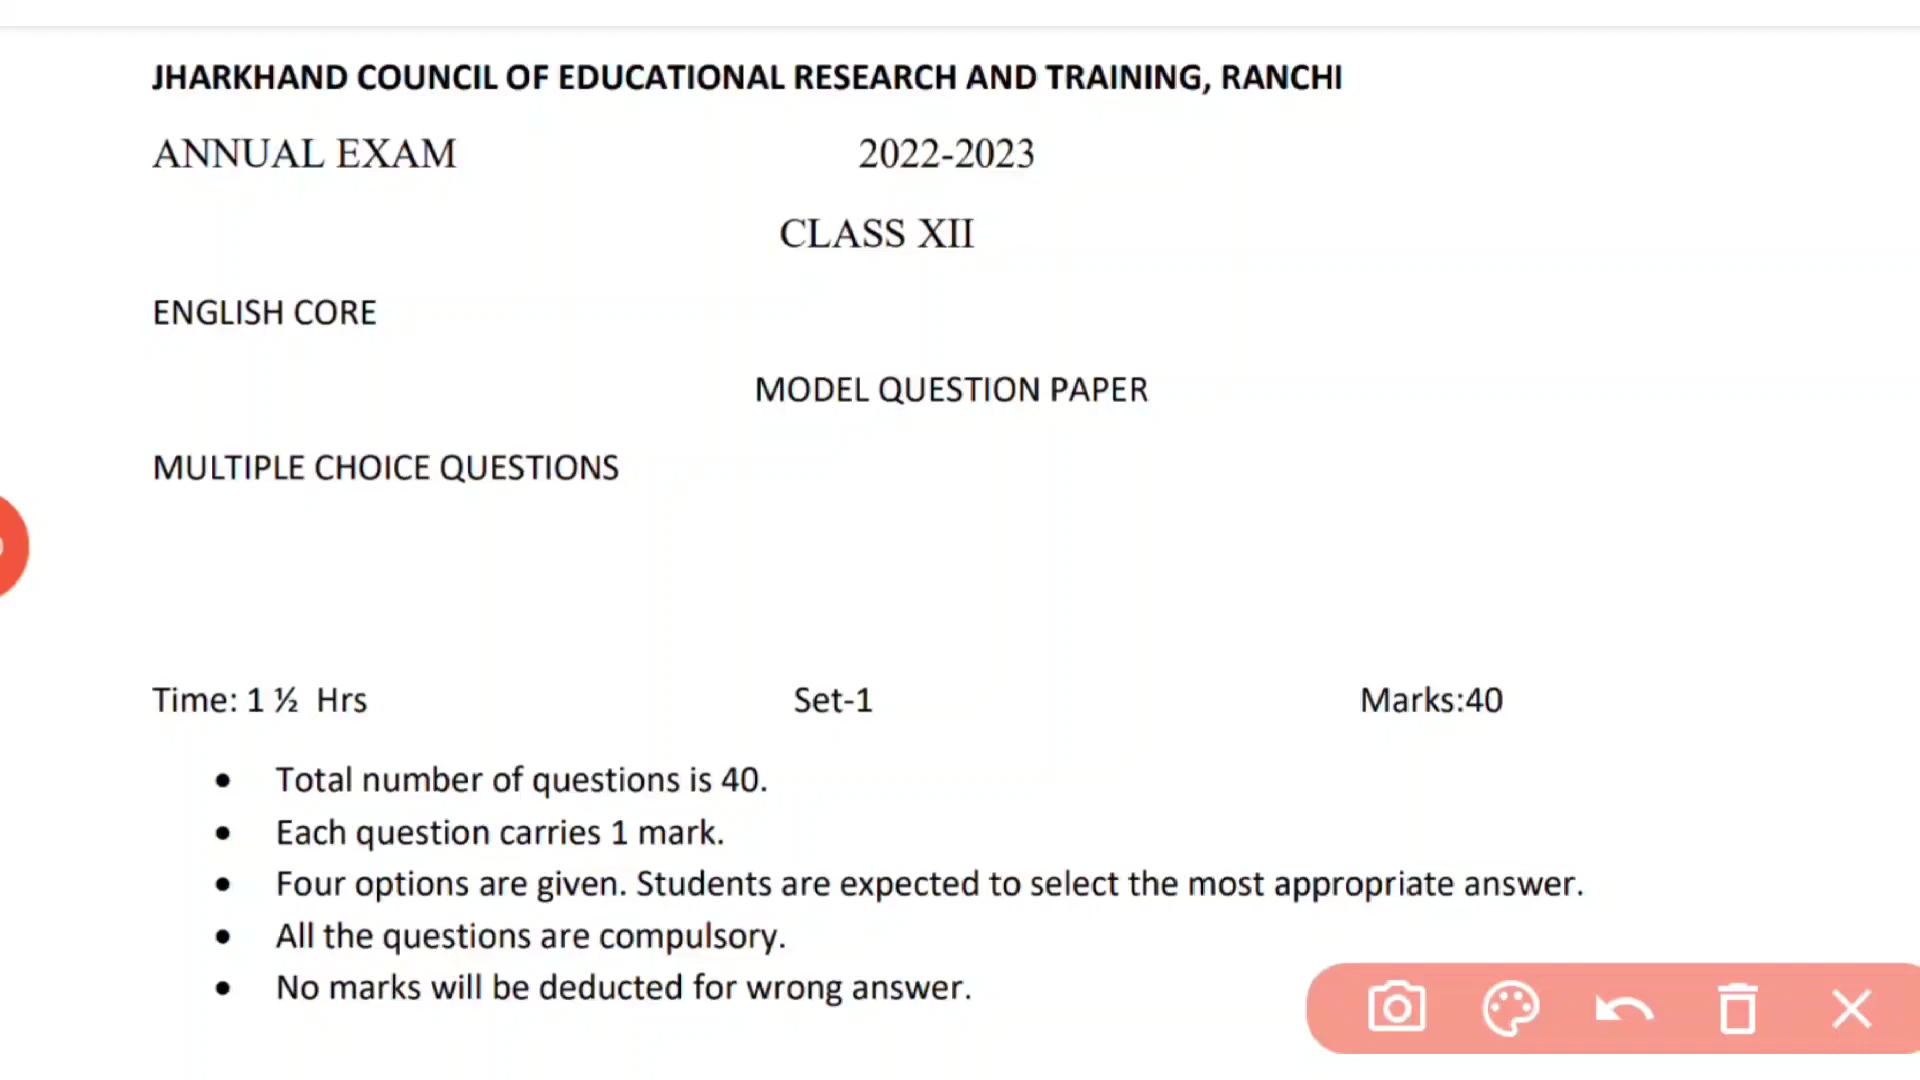 JHARKHAND COUNCIL OF EDUCATIONAL RESEARCH AND TRAINING, RANCHI
ANNUAL EXAM 2022-2023
CLASS XII
ENGLISH CORE
MODEL QUESTION PAPER
MULTIPLE CHOICE QUESTIONS
Time: 1 ½ Hrs Set-1 Marks:40
• Total number of questions is 40.
• Each question carries 1 mark.
• Four options are given. Students are expected to select the most appropriate answer.
• All the questions are compulsory.
• No marks will be deducted for wrong answer.